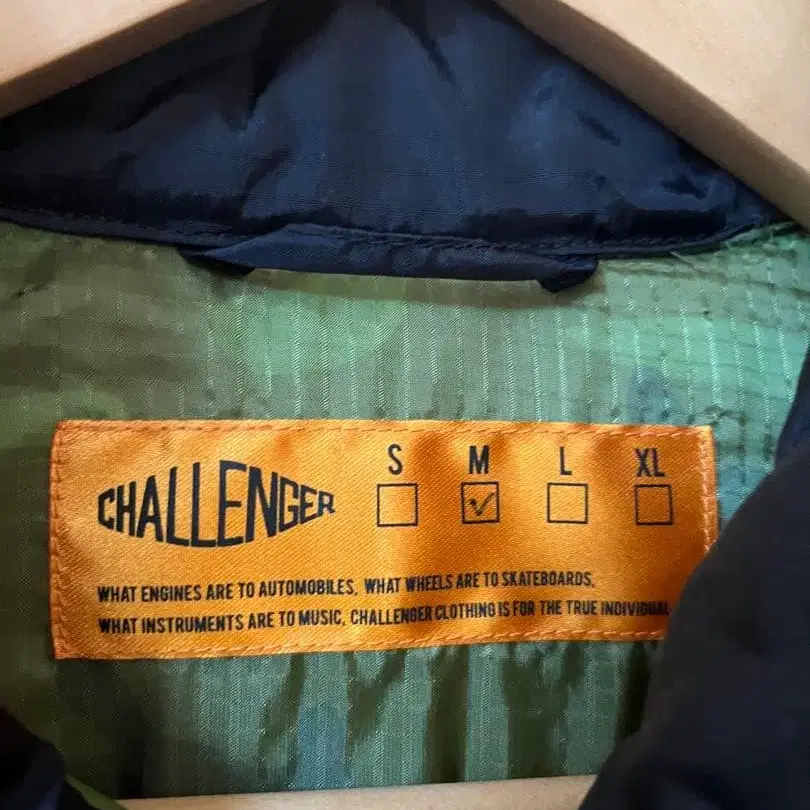 CHALLENGER
S M L XL
WHAT ENGINES ARE TO AUTOMOBILES, WHAT WHEELS ARE TO SKATEBOARDS,
WHAT INSTRUMENTS ARE TO MUSIC, CHALLENGER CLOTHING IS FOR THE TRUE INDIVIDUAL